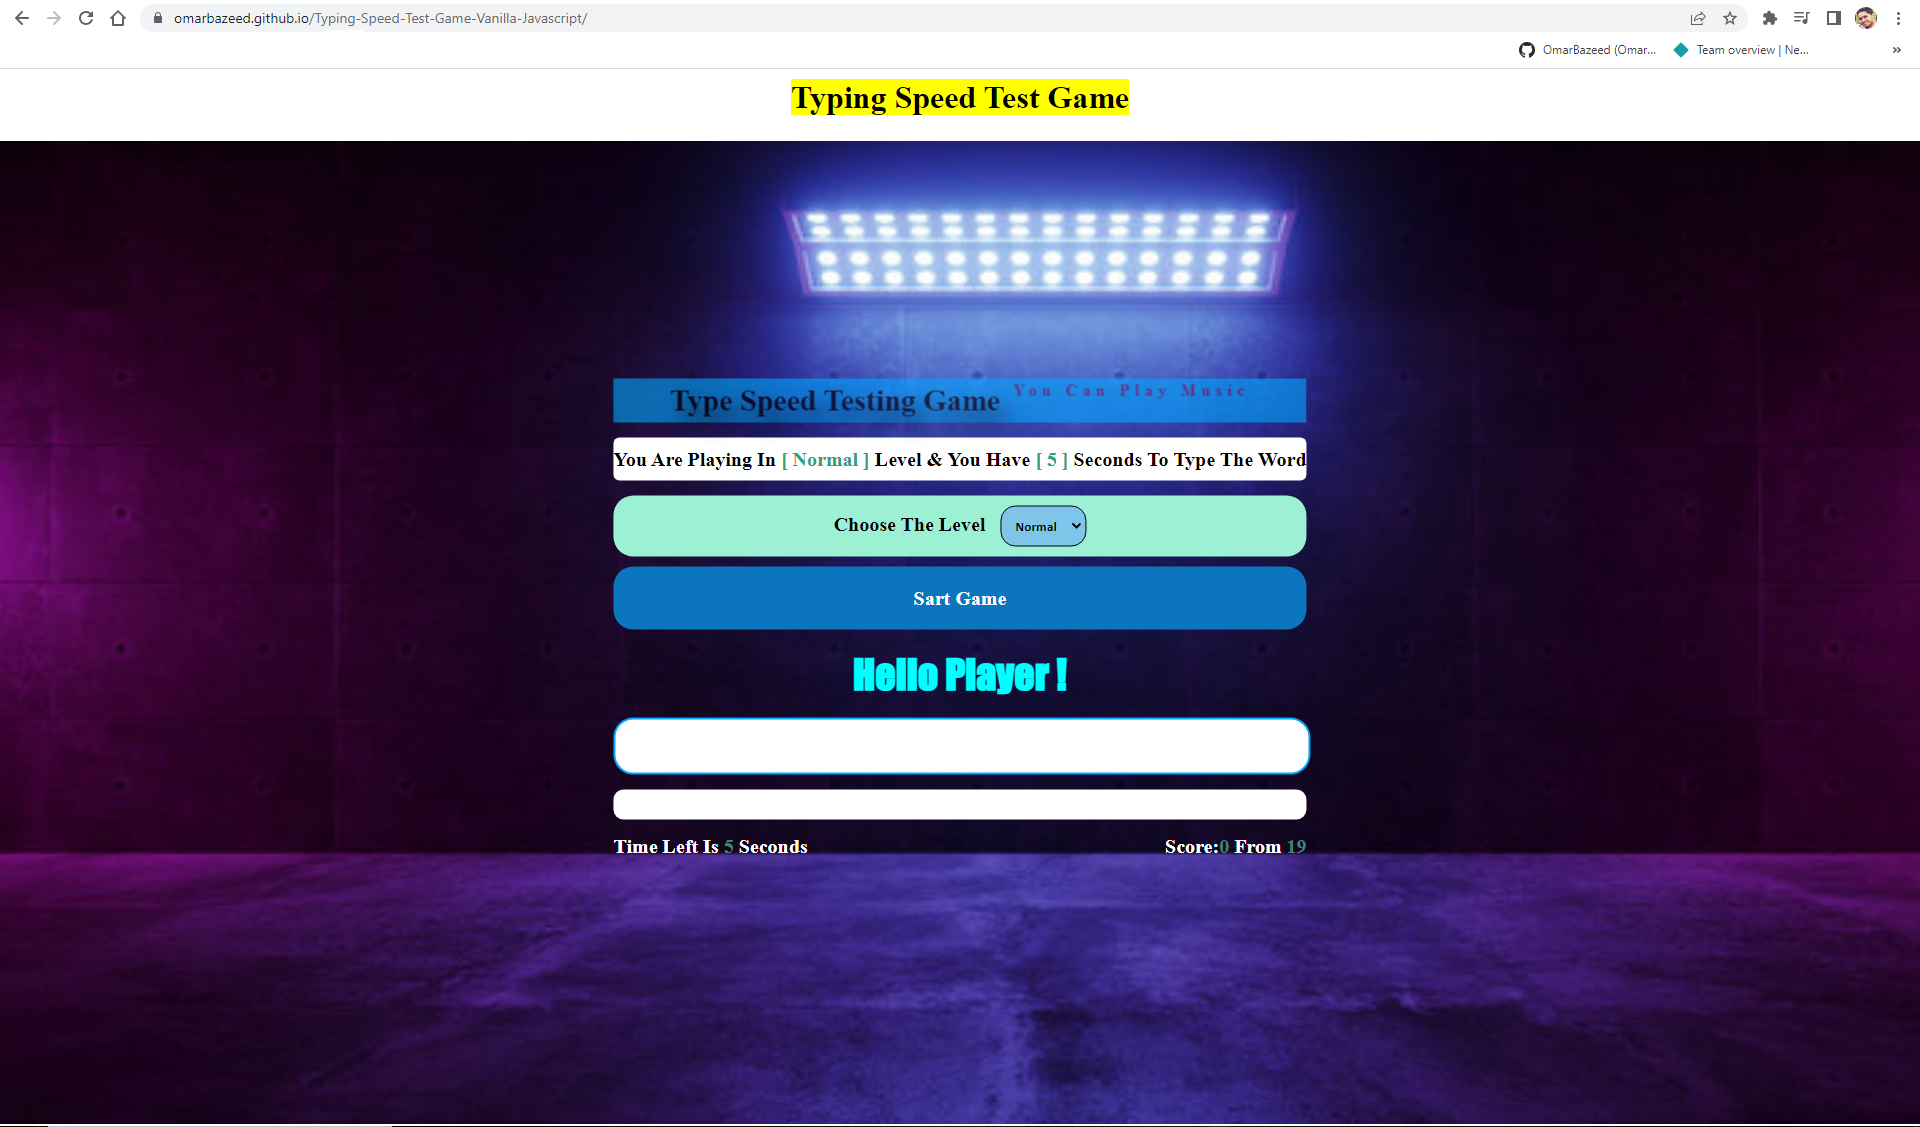 omarbazeed.github.io/Typing-Speed-Test-Game-Vanilla-Javascript/
OmarBazeed (Omar... Team overview | Ne... »
Typing Speed Test Game
Type Speed Testing Game You Can Play Music
You Are Playing In [ Normal ] Level & You Have [ 5 ] Seconds To Type The Word
Choose The Level Normal
Sart Game
Hello Player !
Time Left Is 5 Seconds Score:0 From 19